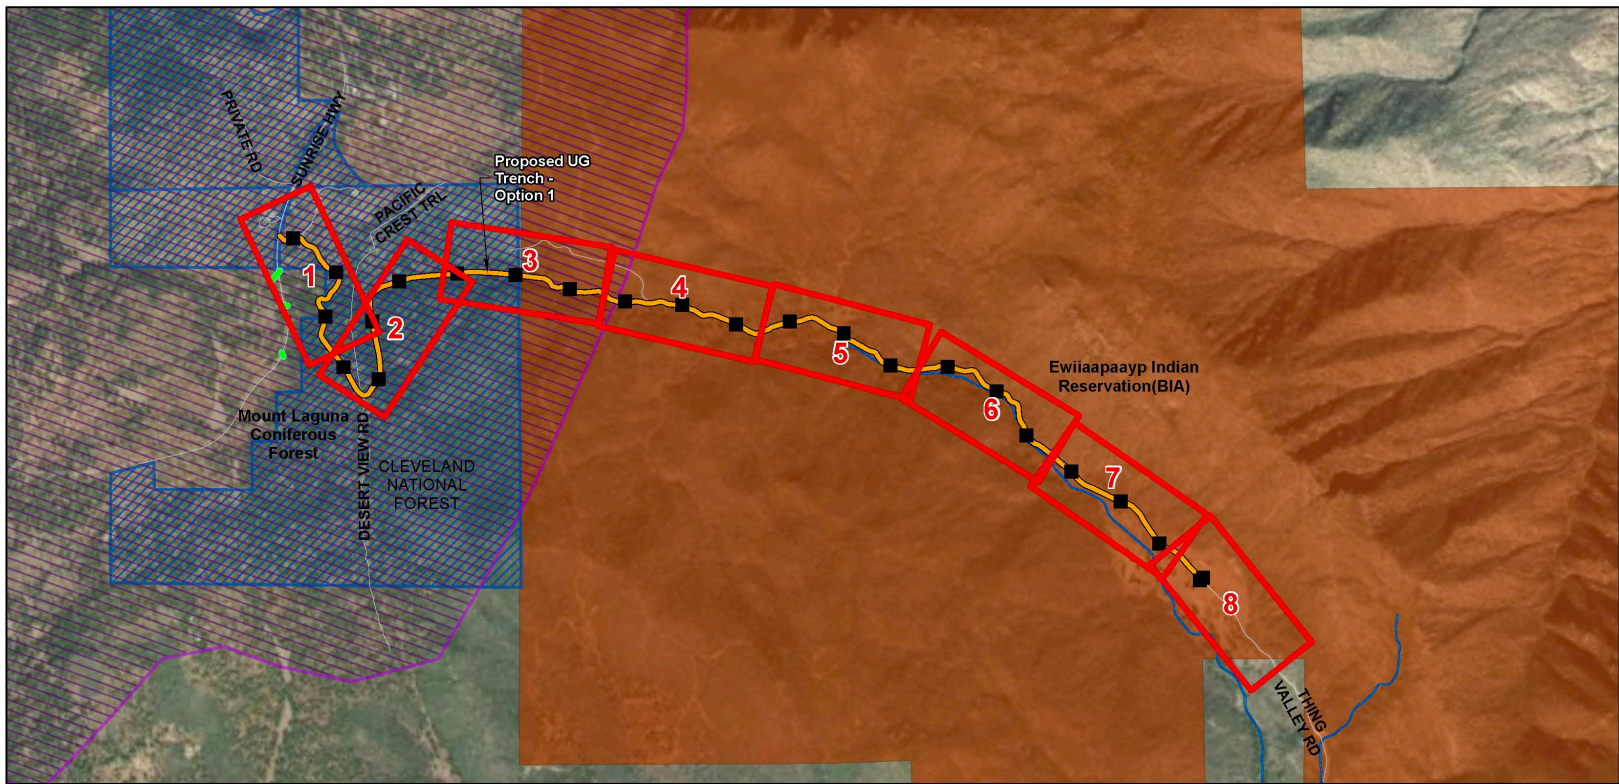 PRIVATE RD
SUNRISE HWY
PACIFIC
CREST TRL
Proposed UG
Trench -
Option 1
1
2
3
4
5
6
7
8
Ewiiaapaayp Indian
Reservation(BIA)
Mount Laguna
Coniferous
Forest
DESERT VIEW RD
CLEVELAND
NATIONAL
FOREST
THING
VALLEY RD